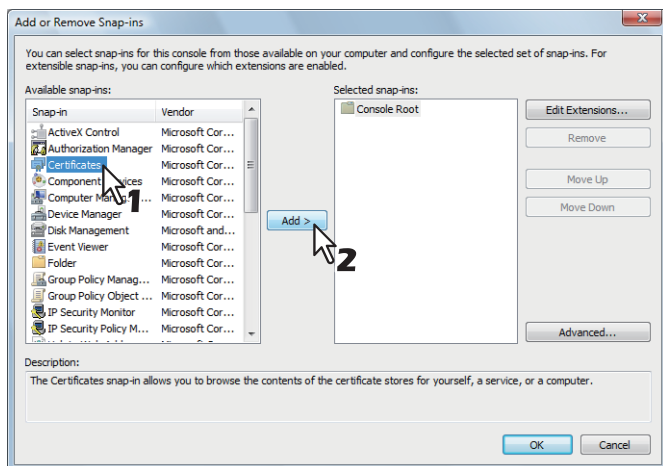 Add or Remove Snap-ins
You can select snap-ins for this console from those available on your computer and configure the selected set of snap-ins. For
extensible snap-ins, you can configure which extensions are enabled.
Available snap-ins:
Selected snap-ins:
Snap-in Vendor
ActiveX Control Microsoft Cor...
Authorization Manager Microsoft Cor...
Certificates Microsoft Cor...
Component Microsoft Cor...
Computer Microsoft Cor...
Device Manager Microsoft Cor...
Disk Management Microsoft and...
Event Viewer Microsoft Cor...
Folder Microsoft Cor...
Group Policy Manag... Microsoft Cor...
Group Policy Object ... Microsoft Cor...
IP Security Monitor Microsoft Cor...
IP Security Policy M... Microsoft Cor...
1
Add >
2
Console Root
Edit Extensions...
Remove
Move Up
Move Down
Advanced...
Description:
The Certificates snap-in allows you to browse the contents of the certificate stores for yourself, a service, or a computer.
OK
Cancel